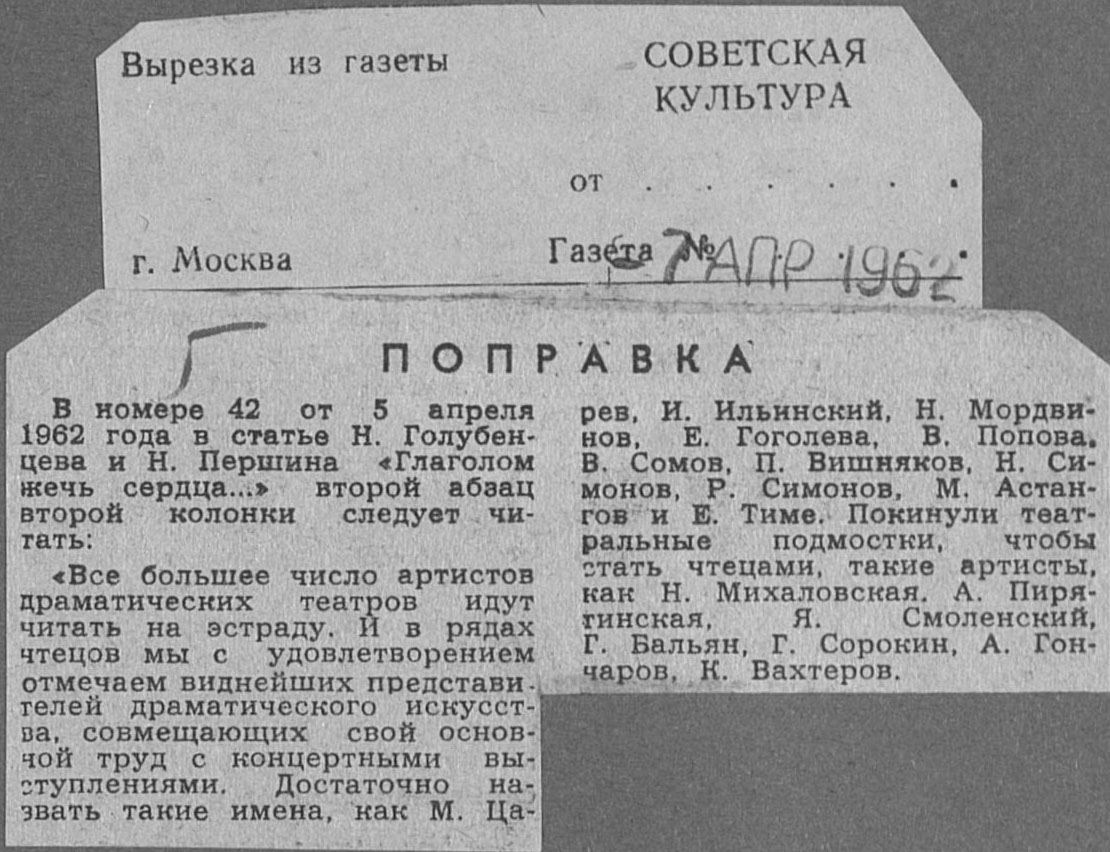 Вырезка из газеты
СОВЕТСКАЯ
КУЛЬТУРА
от . . . . . .
г. Москва
Газета № . . . . .
-7 АПР 1962
ПОПРАВКА
В номере 42 от 5 апреля
1962 года в статье Н. Голубен-
цева и Н. Першина «Глаголом
жечь сердца...» второй абзац
второй колонки следует чи-
тать:
«Все большее число артистов
драматических театров идут
читать на эстраду. И в рядах
чтецов мы с удовлетворением
отмечаем виднейших представи-
телей драматического искусст-
ва, совмещающих свой основ-
ной труд с концертными вы-
ступлениями. Достаточно на-
звать такие имена, как М. Ца-
рев, И. Ильинский, Н. Мордви-
нов, Е. Гоголева, В. Попова,
В. Сомов, П. Вишняков, Н. Си-
монов, Р. Симонов, М. Астан-
гов и Е. Тиме. Покинули теат-
ральные подмостки, чтобы
стать чтецами, такие артисты,
как Н. Михаловская, А. Пиря-
тинская, Я. Смоленский,
Г. Бальян, Г. Сорокин, А. Гон-
чаров, К. Вахтеров.